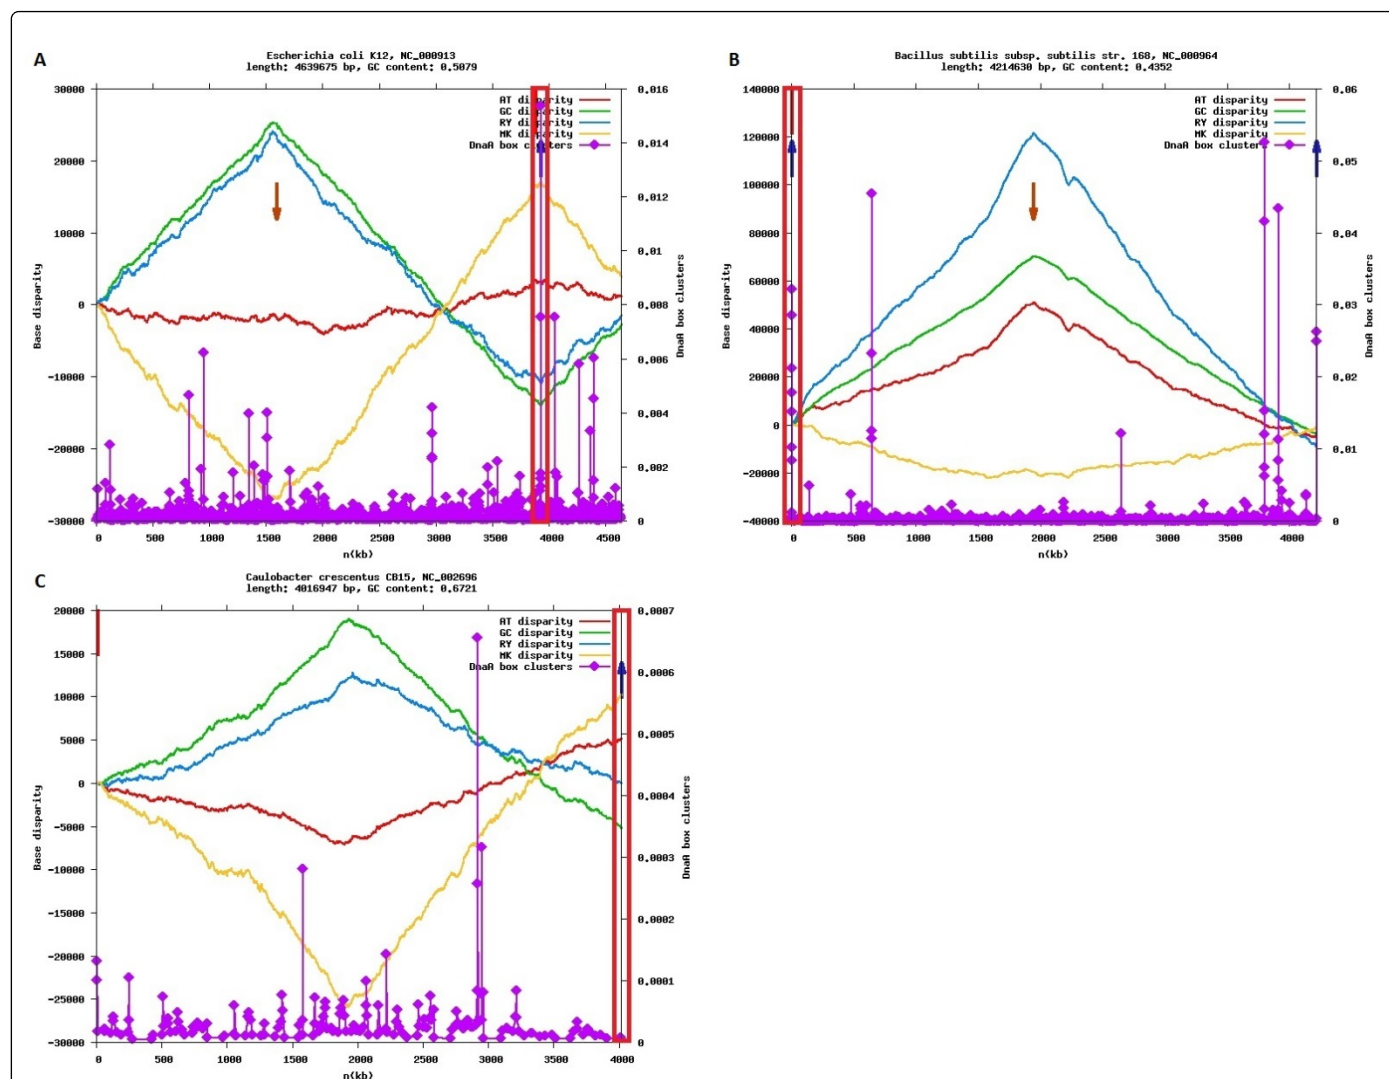 A
Escherichia coli K12, NC_000913
length: 4639675 bp, GC content: 0.5079
30000
20000
10000
0
-10000
-20000
-30000
Base disparity
AT disparity
GC disparity
RY disparity
MK disparity
DnaA box clusters
0.016
0.014
0.012
0.010
0.008
0.006
0.004
0.002
0
DnaA box clusters
0 500 1000 1500 2000 2500 3000 3500 4000 4500
n(kb)
B
Bacillus subtilis subsp. subtilis str. 168, NC_000964
length: 4214630 bp, GC content: 0.4352
140000
120000
100000
80000
60000
40000
20000
0
-20000
-40000
Base disparity
AT disparity
GC disparity
RY disparity
MK disparity
DnaA box clusters
0.06
0.05
0.04
0.03
0.02
0.01
0
DnaA box clusters
0 500 1000 1500 2000 2500 3000 3500 4000
n(kb)
C
Caulobacter crescentus CB15, NC_002696
length: 4016947 bp, GC content: 0.6721
20000
15000
10000
5000
0
-5000
-10000
-15000
-20000
-25000
-30000
Base disparity
AT disparity
GC disparity
RY disparity
MK disparity
DnaA box clusters
0.0007
0.0006
0.0005
0.0004
0.0003
0.0002
0.0001
0
DnaA box clusters
0 500 1000 1500 2000 2500 3000 3500 4000
n(kb)